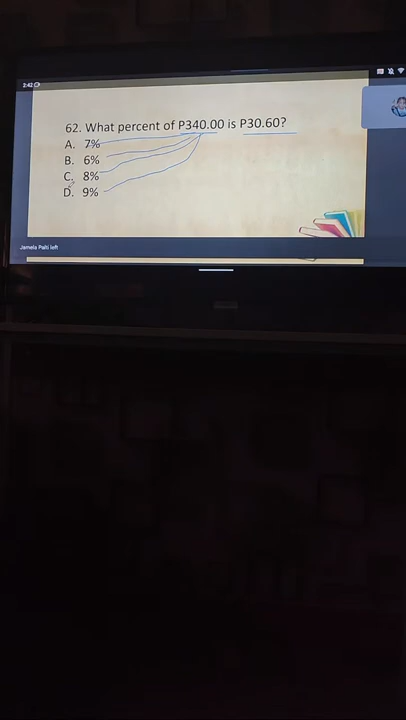 2:42
62. What percent of P340.00 is P30.60?
A. 7%
B. 6%
C. 8%
D. 9%
Jamela Palti left